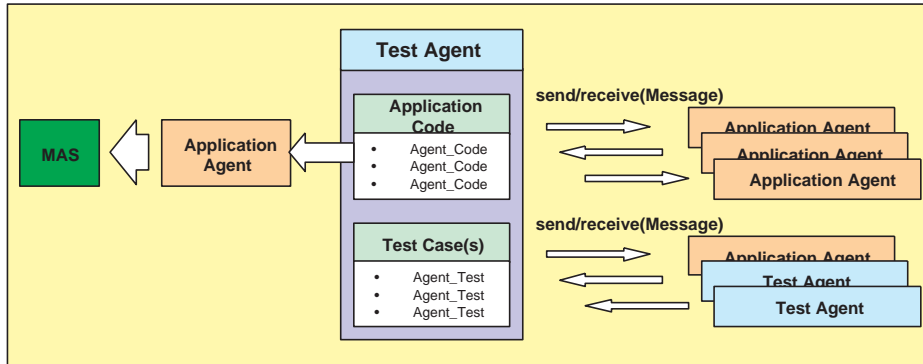 Test Agent
Application
Code
• Agent_Code
• Agent_Code
• Agent_Code
Test Case(s)
• Agent_Test
• Agent_Test
• Agent_Test
MAS
Application
Agent
send/receive(Message)
Application Agent
Application Agent
Application Agent
send/receive(Message)
Application Agent
Test Agent
Test Agent